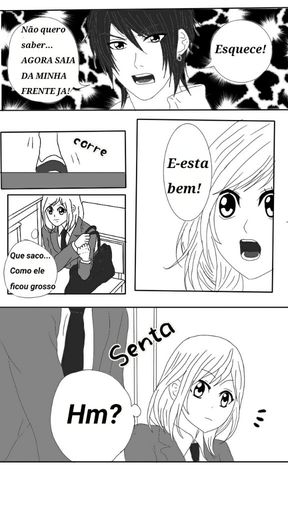 Não quero
saber...
AGORA SAIA
DA MINHA
FRENTE JA!
Esquece!
corre
E-esta
bem!
Que saco...
Como ele
ficou grosso
Senta
Hm?